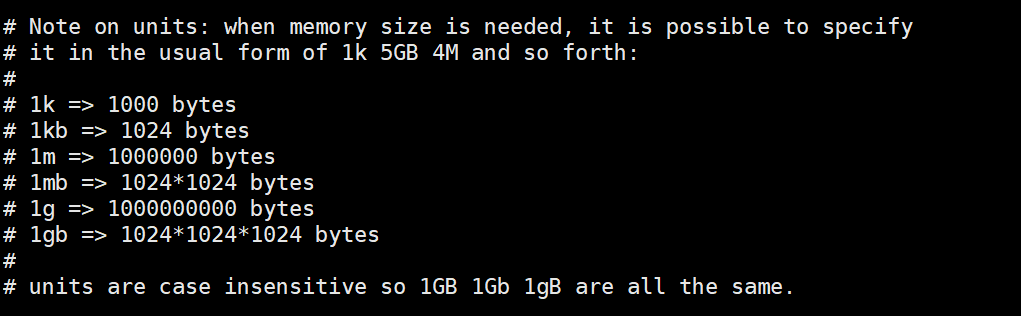 # Note on units: when memory size is needed, it is possible to specify
# it in the usual form of 1k 5GB 4M and so forth:
#
# 1k => 1000 bytes
# 1kb => 1024 bytes
# 1m => 1000000 bytes
# 1mb => 1024*1024 bytes
# 1g => 1000000000 bytes
# 1gb => 1024*1024*1024 bytes
#
# units are case insensitive so 1GB 1Gb 1gB are all the same.